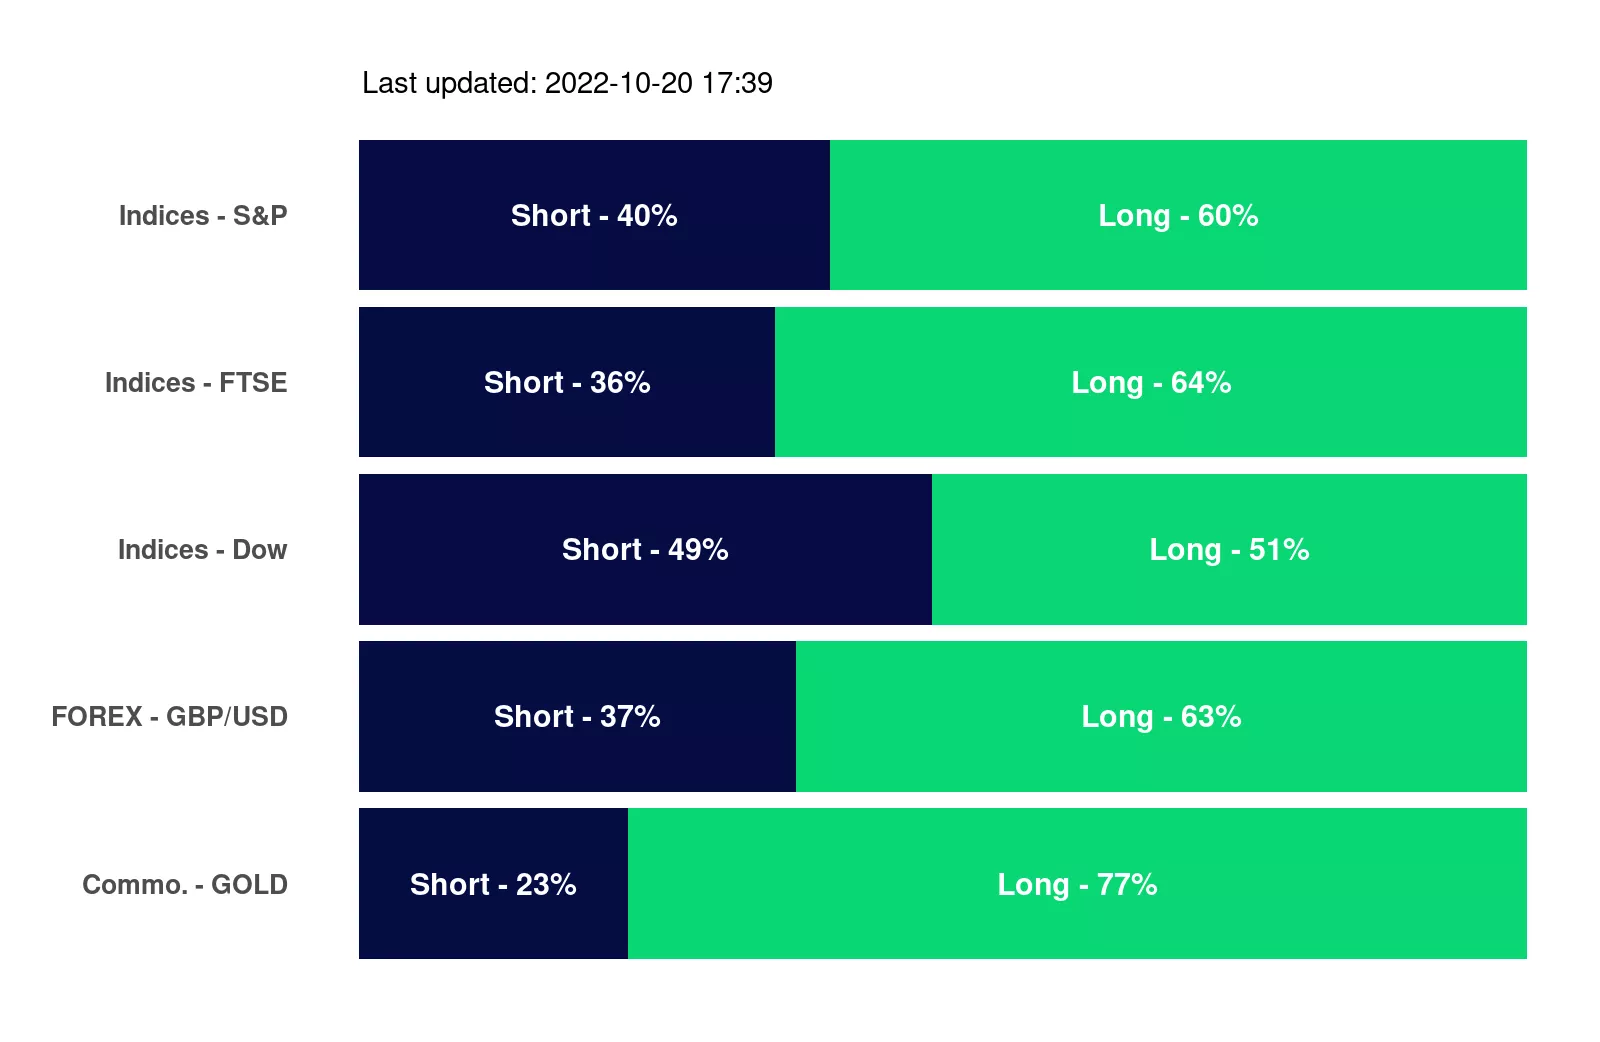 Last updated: 2022-10-20 17:39
Indices - S&P Short - 40% Long - 60%
Indices - FTSE Short - 36% Long - 64%
Indices - Dow Short - 49% Long - 51%
FOREX - GBP/USD Short - 37% Long - 63%
Commo. - GOLD Short - 23% Long - 77%